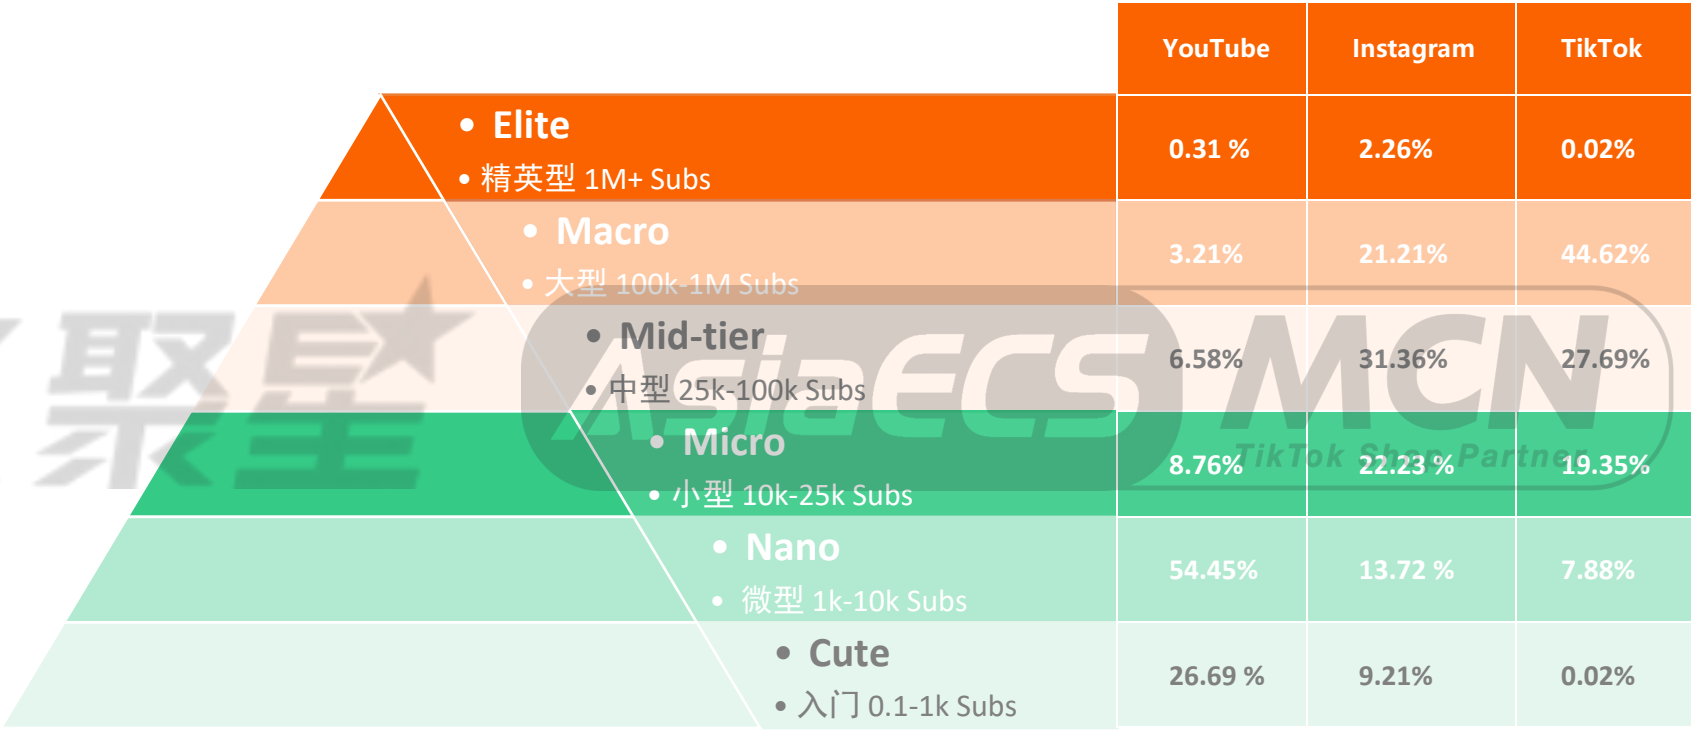 YouTube Instagram TikTok
• Elite
• 精英型 1M+ Subs
0.31 % 2.26% 0.02%
• Macro
• 大型 100k-1M Subs
3.21% 21.21% 44.62%
• Mid-tier
• 中型 25k-100k Subs
6.58% 31.36% 27.69%
• Micro
• 小型 10k-25k Subs
8.76% 22.23 % 19.35%
• Nano
• 微型 1k-10k Subs
54.45% 13.72 % 7.88%
• Cute
• 入门 0.1-1k Subs
26.69 % 9.21% 0.02%
聚星 AsiaECS MCN
TikTok Shop Partner